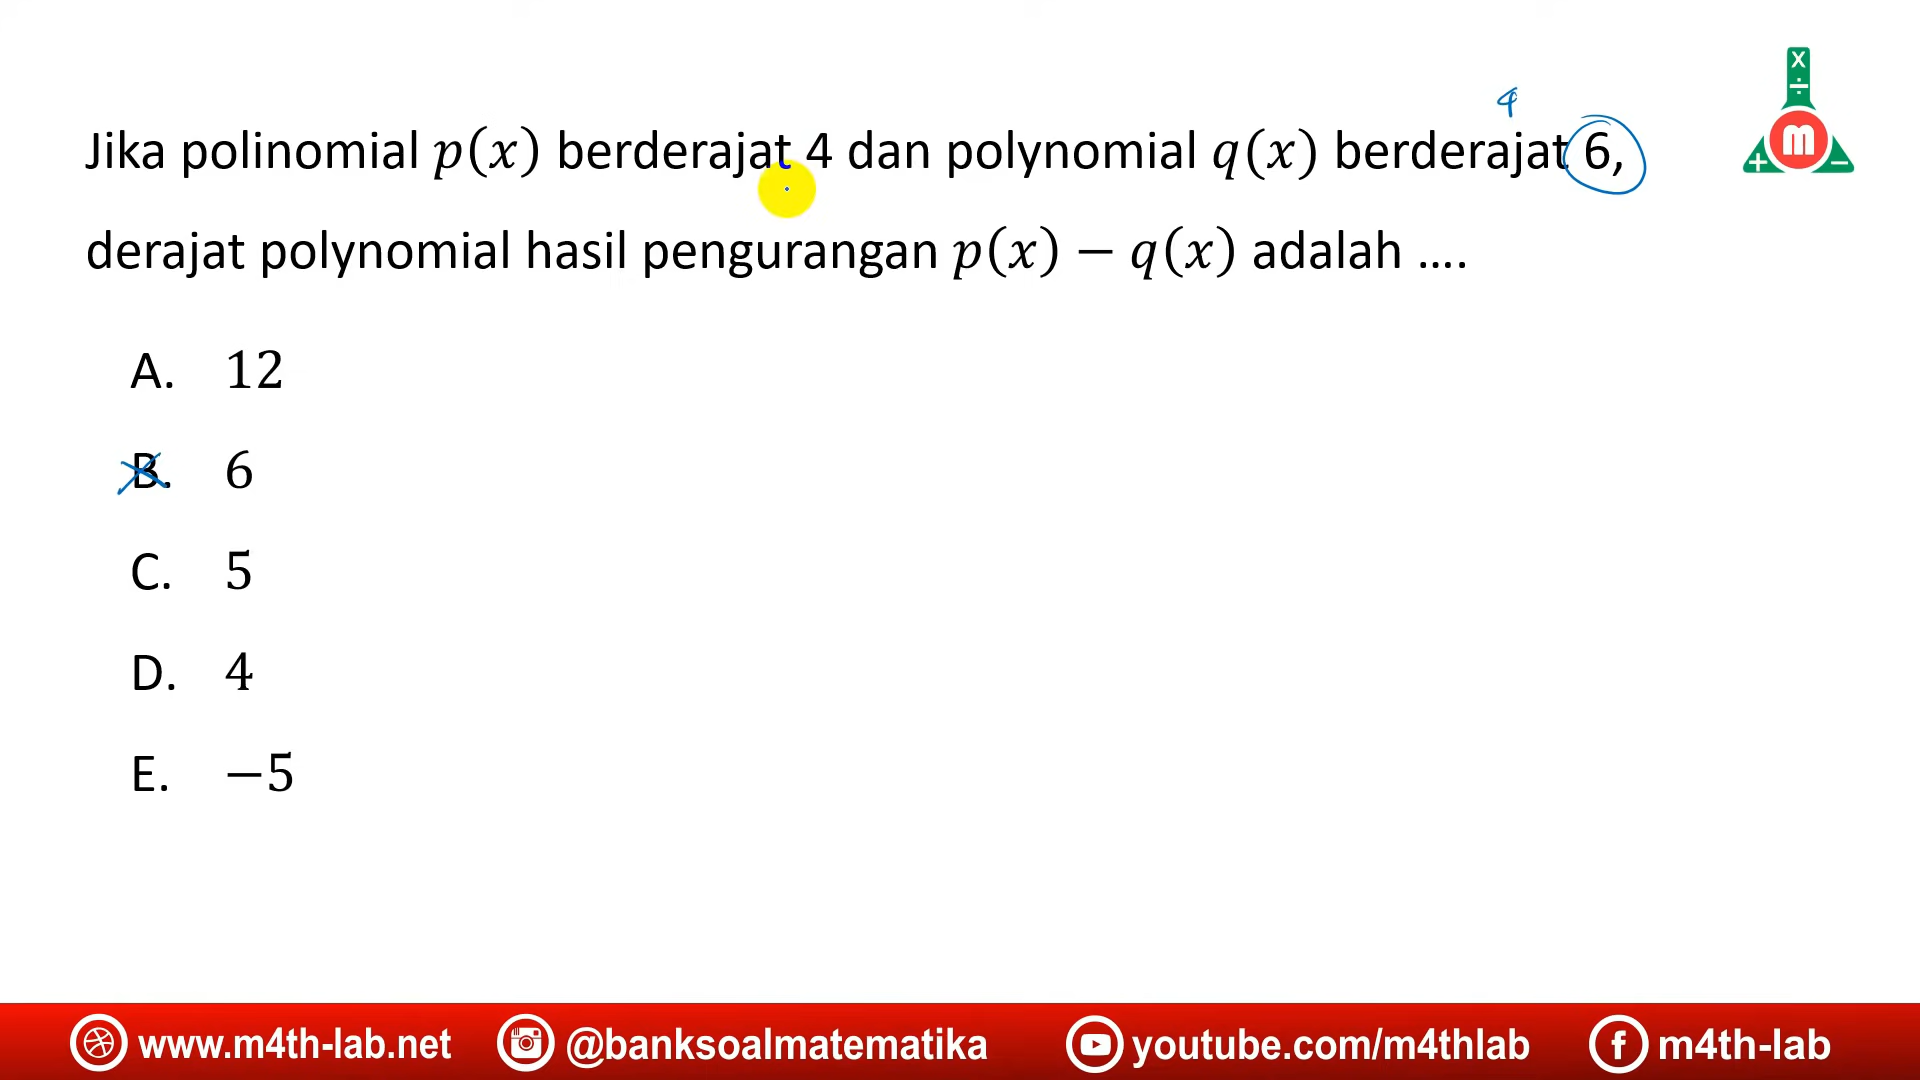 4
Jika polinomial p(x) berderajat 4 dan polynomial q(x) berderajat 6,
derajat polynomial hasil pengurangan p(x) − q(x) adalah ....
A. 12
B. 6
C. 5
D. 4
E. −5
x
÷
m
+ −
www.m4th-lab.net @banksoalmatematika youtube.com/m4thlab f m4th-lab